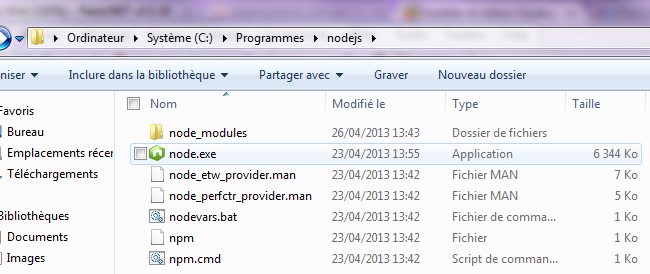 Ordinateur ▸ Système (C:) ▸ Programmes ▸ nodejs ▸
niser ▾ Inclure dans la bibliothèque ▾ Partager avec ▾ Graver Nouveau dossier
Favoris
Bureau
Emplacements récen
Téléchargements
Bibliothèques
Documents
Images
Nom Modifié le Type Taille
node_modules 26/04/2013 13:43 Dossier de fichiers
node.exe 23/04/2013 13:55 Application 6 344 Ko
node_etw_provider.man 23/04/2013 13:42 Fichier MAN 7 Ko
node_perfctr_provider.man 23/04/2013 13:42 Fichier MAN 5 Ko
nodevars.bat 23/04/2013 13:42 Fichier de comma... 1 Ko
npm 23/04/2013 13:42 Fichier 1 Ko
npm.cmd 23/04/2013 13:42 Script de comman... 1 Ko